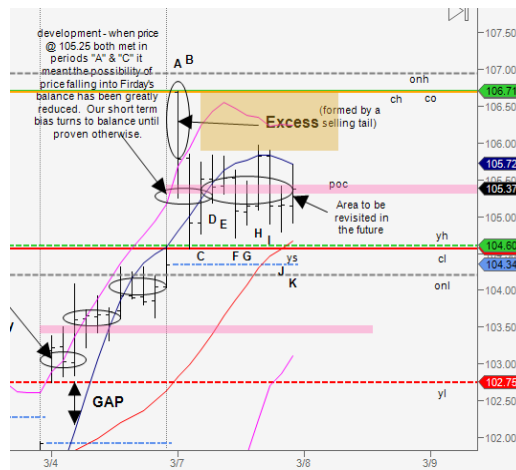 development - when price
@ 105.25 both met in
periods "A" & "C" it
meant the possibility of
price falling into Firday's
balance has been greatly
reduced. Our short term
bias turns to balance until
proven otherwise.
A B
onh
107.50
107.00
106.71
106.50
ch
co
Excess
(formed by a
selling tail)
106.00
105.72
105.50
105.37
poc
Area to be
revisited in
the future
105.00
D
E
H
I
yh
104.60
C
F
G
ys
cl
104.34
J
K
onl
104.00
103.50
103.00
102.75
yl
GAP
102.50
102.00
3/4
3/7
3/8
3/9